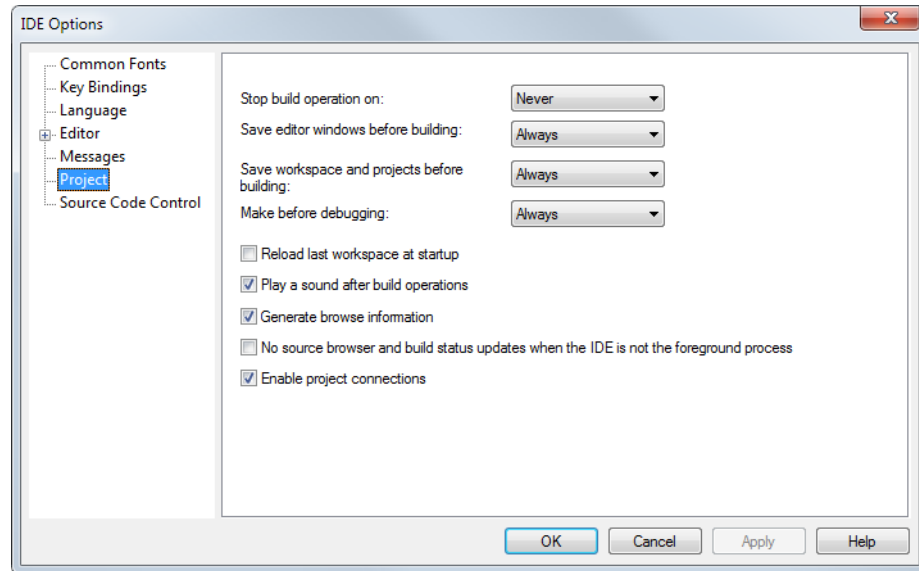 IDE Options
Common Fonts
Key Bindings
Language
Editor
Messages
Project
Source Code Control
Stop build operation on: Never
Save editor windows before building: Always
Save workspace and projects before
building: Always
Make before debugging: Always
Reload last workspace at startup
Play a sound after build operations
Generate browse information
No source browser and build status updates when the IDE is not the foreground process
Enable project connections
OK Cancel Apply Help